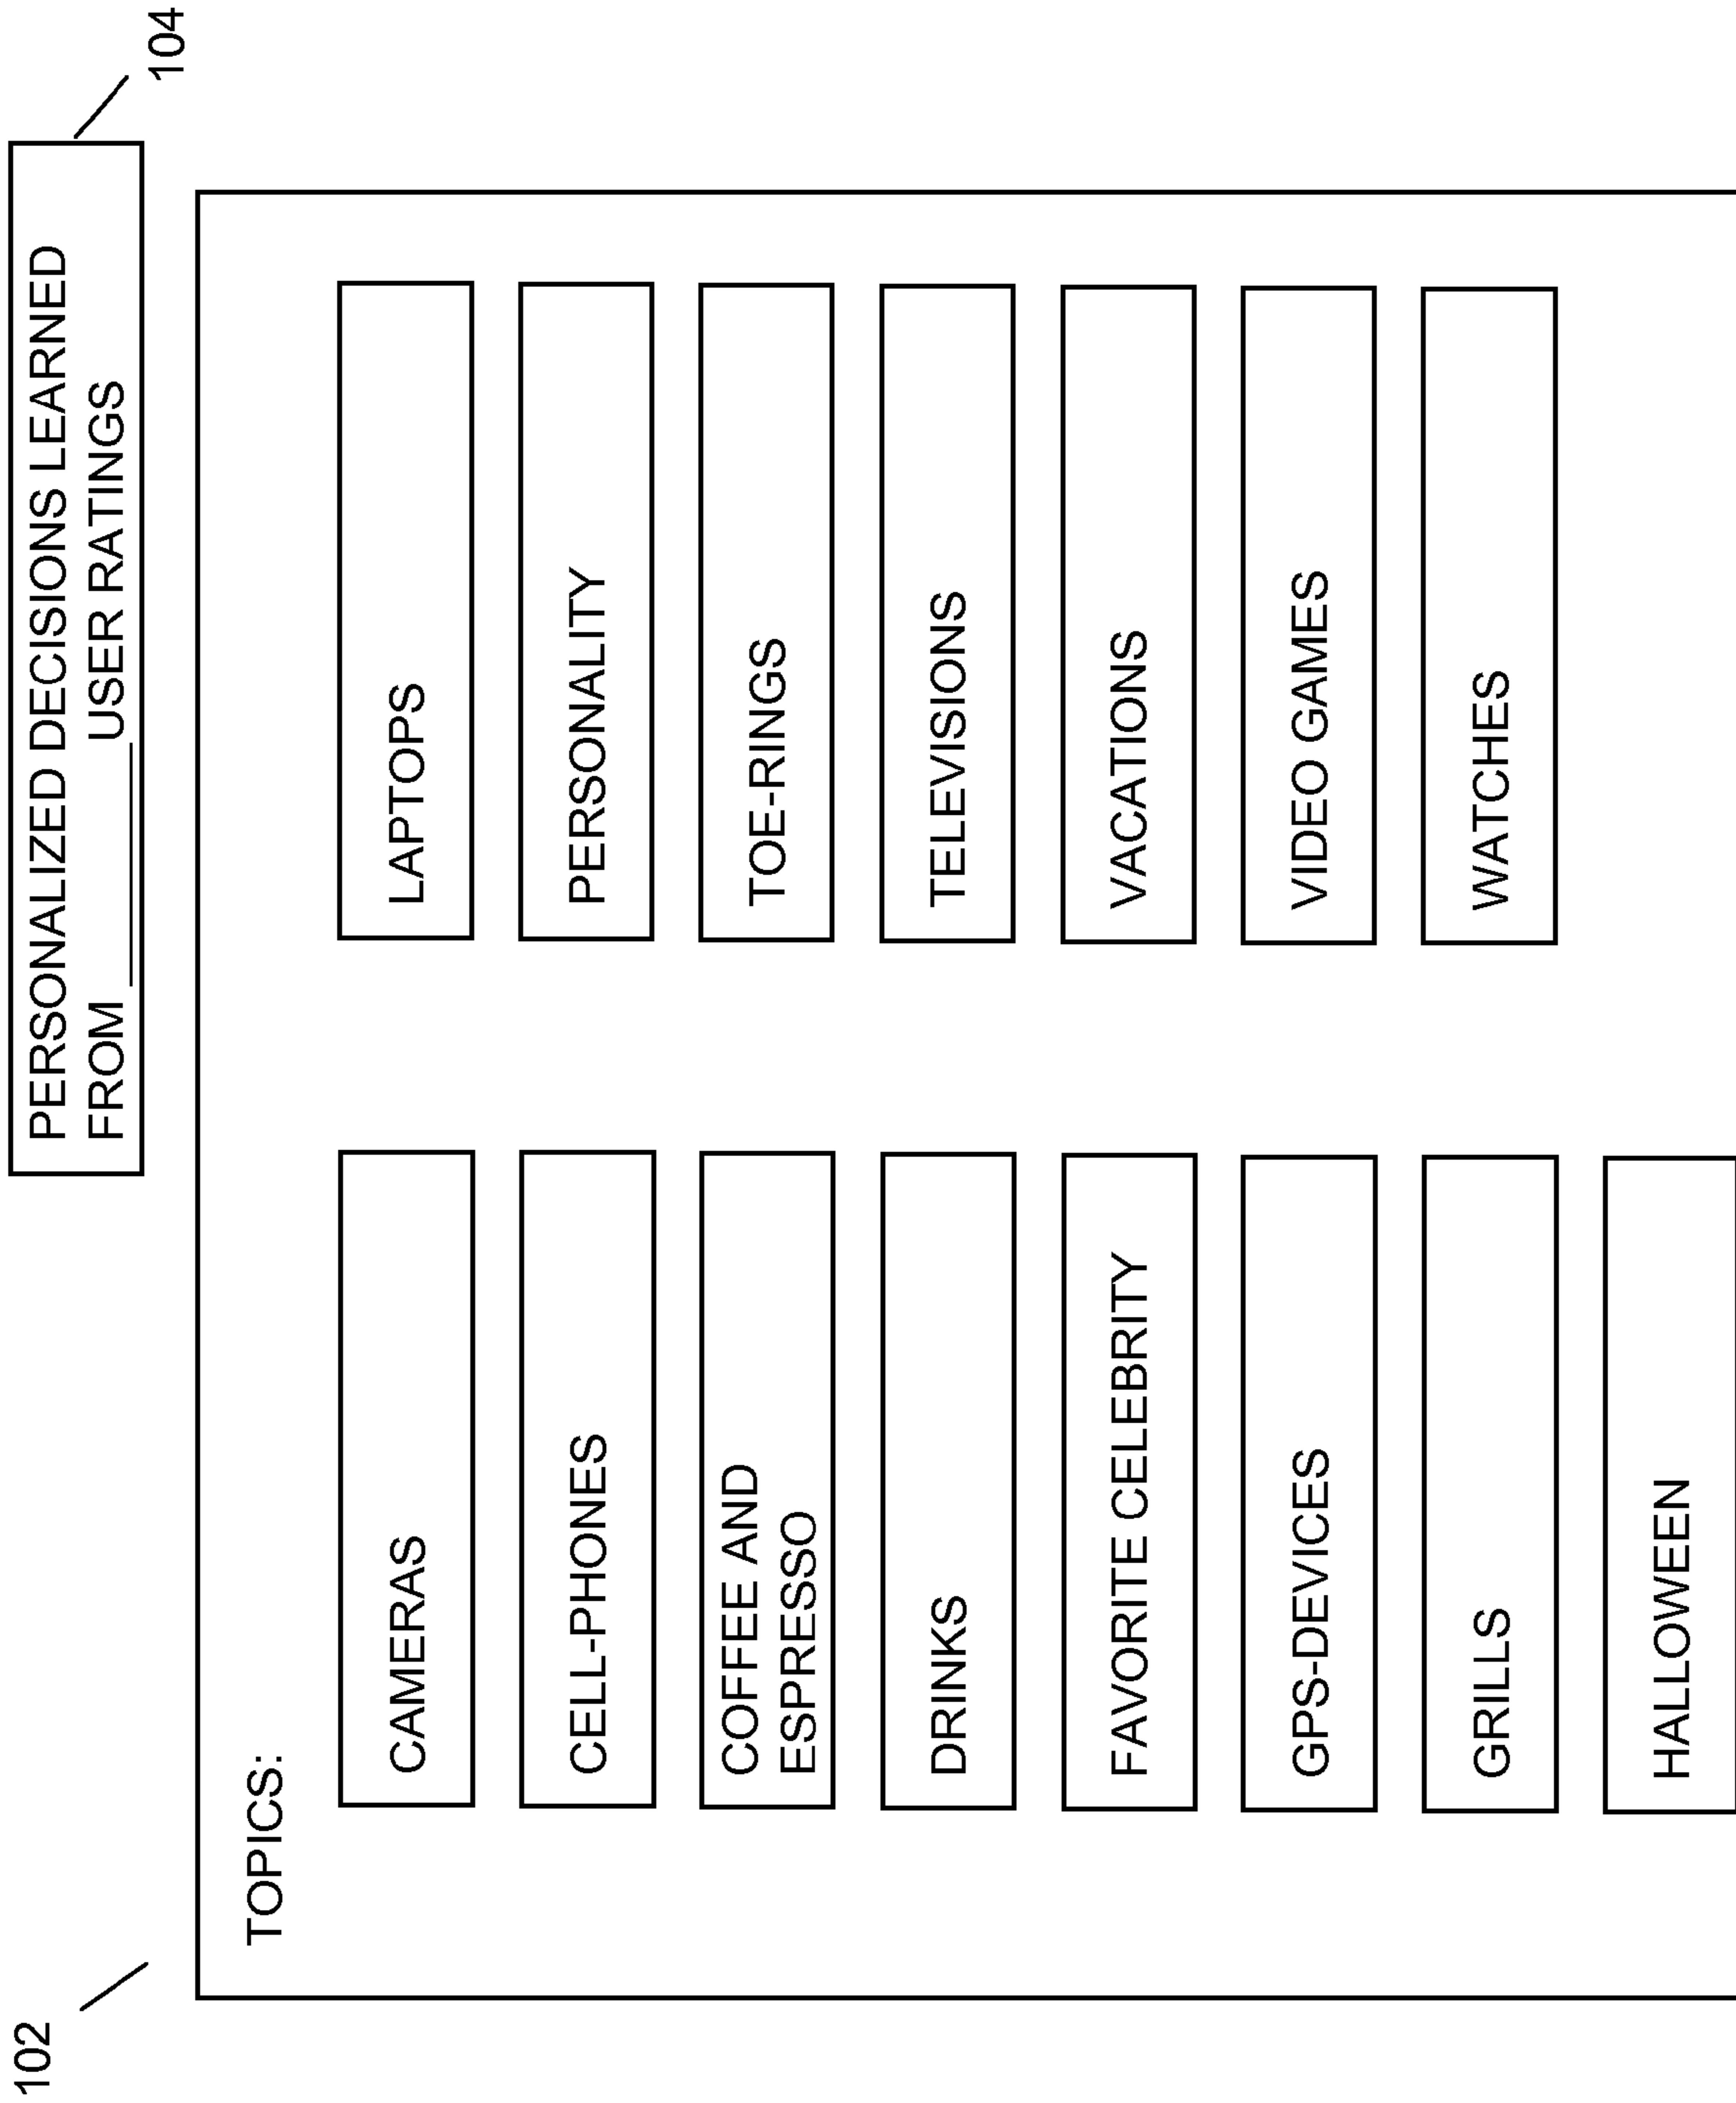 102
104
PERSONALIZED DECISIONS LEARNED
FROM __________ USER RATINGS
TOPICS:
CAMERAS
CELL-PHONES
COFFEE AND
ESPRESSO
DRINKS
FAVORITE CELEBRITY
GPS-DEVICES
GRILLS
HALLOWEEN
LAPTOPS
PERSONALITY
TOE-RINGS
TELEVISIONS
VACATIONS
VIDEO GAMES
WATCHES